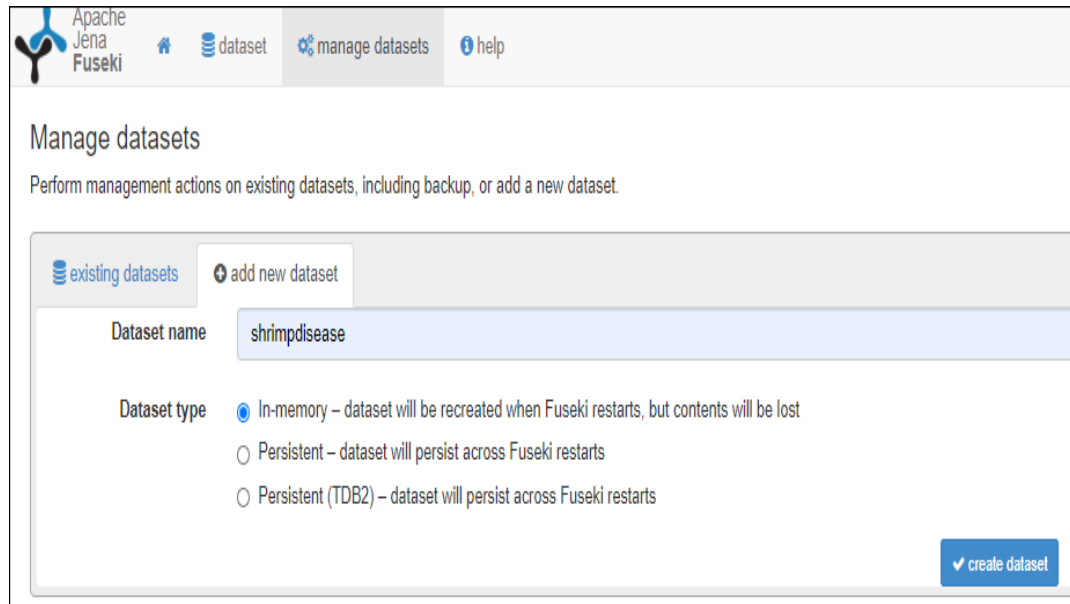 Apache
Jena
Fuseki
dataset
manage datasets
help
Manage datasets
Perform management actions on existing datasets, including backup, or add a new dataset.
existing datasets
add new dataset
Dataset name
shrimpdisease
Dataset type
In-memory – dataset will be recreated when Fuseki restarts, but contents will be lost
Persistent – dataset will persist across Fuseki restarts
Persistent (TDB2) – dataset will persist across Fuseki restarts
create dataset